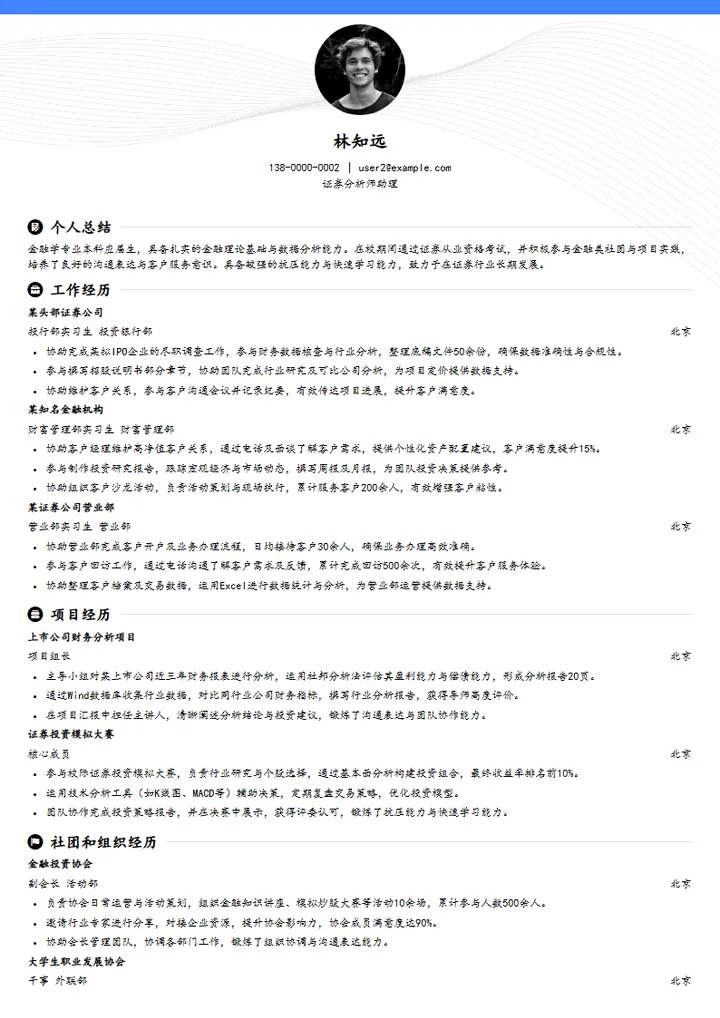 林知远
138-0000-0002 | user2@example.com
证券分析师助理
个人总结
金融学专业本科应届生，具备扎实的金融理论基础与数据分析能力。在校期间通过证券从业资格考试，并积极参与金融类社团与项目实践，
培养了良好的沟通表达与客户服务意识。具备较强的抗压能力与快速学习能力，致力于在证券行业长期发展。
工作经历
某头部证券公司
投行部实习生 投资银行部 北京
• 协助完成某拟IPO企业的尽职调查工作，参与财务数据核查与行业分析，整理底稿文件50余份，确保数据准确性与合规性。
• 参与撰写招股说明书部分章节，协助团队完成行业研究及可比公司分析，为项目定价提供数据支持。
• 协助维护客户关系，参与客户沟通会议并记录纪要，有效传达项目进展，提升客户满意度。
某知名金融机构
财富管理部实习生 财富管理部 北京
• 协助客户经理维护高净值客户关系，通过电话及面谈了解客户需求，提供个性化资产配置建议，客户满意度提升15%。
• 参与制作投资研究报告，跟踪宏观经济与市场动态，撰写周报及月报，为团队投资决策提供参考。
• 协助组织客户沙龙活动，负责活动策划与现场执行，累计服务客户200余人，有效增强客户粘性。
某证券公司营业部
营业部实习生 营业部 北京
• 协助营业部完成客户开户及业务办理流程，日均接待客户30余人，确保业务办理高效准确。
• 参与客户回访工作，通过电话沟通了解客户需求及反馈，累计完成回访500余次，有效提升客户服务体验。
• 协助整理客户档案及交易数据，运用Excel进行数据统计与分析，为营业部运营提供数据支持。
项目经历
上市公司财务分析项目
项目组长 北京
• 主导小组对某上市公司近三年财务报表进行分析，运用杜邦分析法评估其盈利能力与偿债能力，形成分析报告20页。
• 通过Wind数据库收集行业数据，对比同行业公司财务指标，撰写行业分析报告，获得导师高度评价。
• 在项目汇报中担任主讲人，清晰阐述分析结论与投资建议，锻炼了沟通表达与团队协作能力。
证券投资模拟大赛
核心成员 北京
• 参与校际证券投资模拟大赛，负责行业研究与个股选择，通过基本面分析构建投资组合，最终收益率排名前10%。
• 运用技术分析工具（如K线图、MACD等）辅助决策，定期复盘交易策略，优化投资模型。
• 团队协作完成投资策略报告，并在决赛中展示，获得评委认可，锻炼了抗压能力与快速学习能力。
社团和组织经历
金融投资协会
副会长 活动部 北京
• 负责协会日常运营与活动策划，组织金融知识讲座、模拟炒股大赛等活动10余场，累计参与人数500余人。
• 邀请行业专家进行分享，对接企业资源，提升协会影响力，协会成员满意度达90%。
• 协助会长管理团队，协调各部门工作，锻炼了组织协调与沟通表达能力。
大学生职业发展协会
干事 外联部 北京